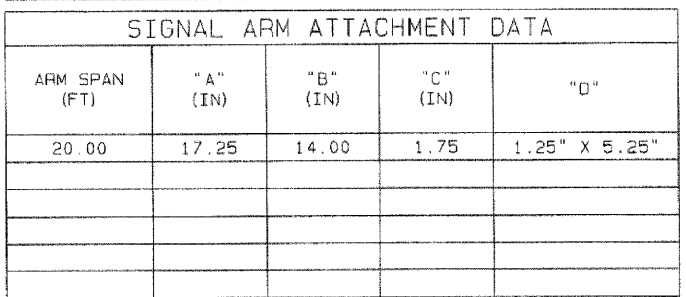 SIGNAL ARM ATTACHMENT DATA
ARM SPAN (FT) "A" (IN) "B" (IN) "C" (IN) "D"
20.00 17.25 14.00 1.75 1.25" X 5.25"